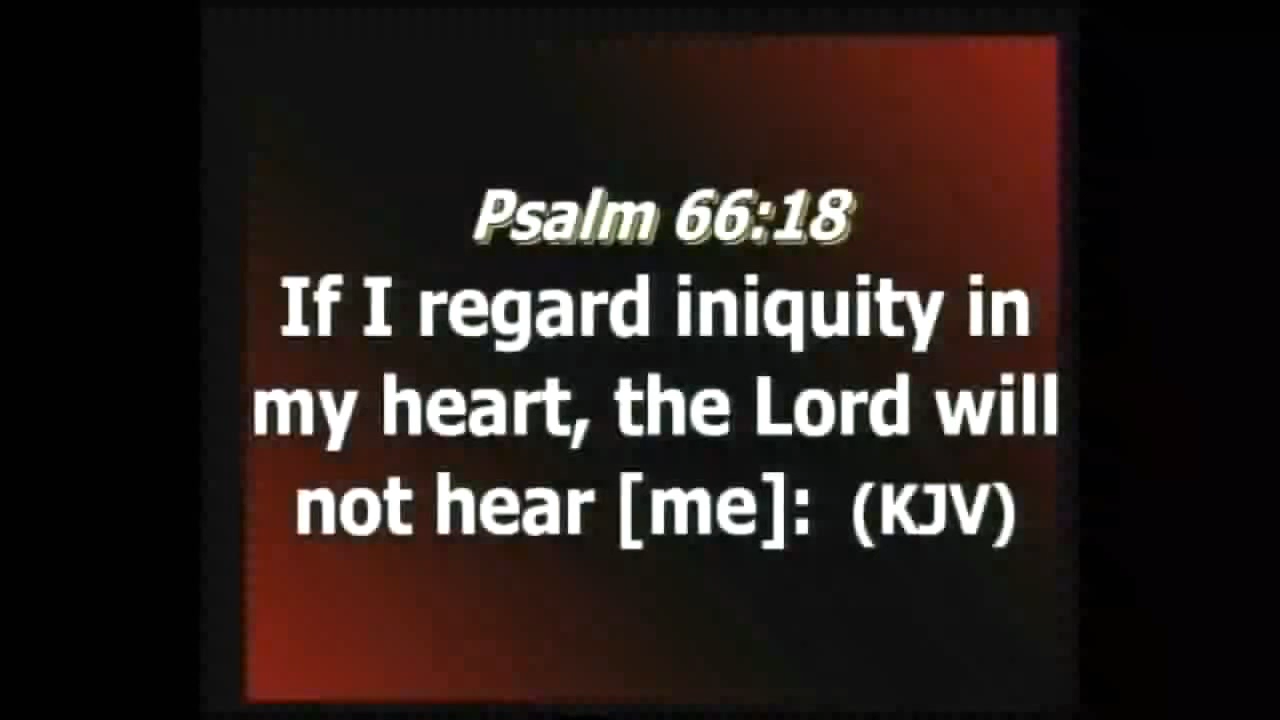 Psalm 66:18
If I regard iniquity in
my heart, the Lord will
not hear [me]: (KJV)